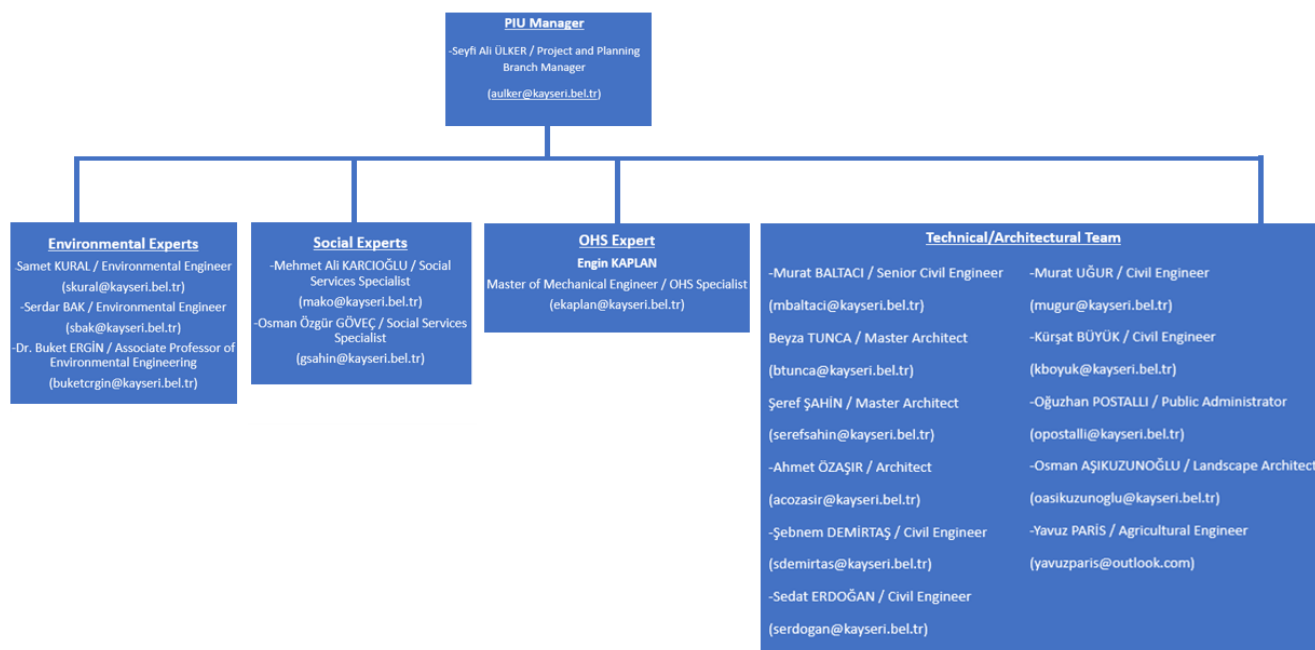 PIU Manager
-Seyfi Ali ÜLKER / Project and Planning
Branch Manager
(aulker@kayseri.bel.tr)
Environmental Experts
-Samet KURAL / Environmental Engineer
(skural@kayseri.bel.tr)
-Serdar BAK / Environmental Engineer
(sbak@kayseri.bel.tr)
-Dr. Buket ERGİN / Associate Professor of
Environmental Engineering
(buketcrgin@kayseri.bel.tr)
Social Experts
-Mehmet Ali KARCIOĞLU / Social
Services Specialist
(mako@kayseri.bel.tr)
-Osman Özgür GÖVEÇ / Social Services
Specialist
(gsahin@kayseri.bel.tr)
OHS Expert
Engin KAPLAN
Master of Mechanical Engineer / OHS Specialist
(ekaplan@kayseri.bel.tr)
Technical/Architectural Team
-Murat BALTACI / Senior Civil Engineer
(mbaltaci@kayseri.bel.tr)
Beyza TUNCA / Master Architect
(btunca@kayseri.bel.tr)
Şeref ŞAHİN / Master Architect
(serefsahin@kayseri.bel.tr)
-Ahmet ÖZAŞIR / Architect
(acozasir@kayseri.bel.tr)
-Şebnem DEMİRTAŞ / Civil Engineer
(sdemirtas@kayseri.bel.tr)
-Sedat ERDOĞAN / Civil Engineer
(serdogan@kayseri.bel.tr)
-Murat UĞUR / Civil Engineer
(mugur@kayseri.bel.tr)
-Kürşat BÜYÜK / Civil Engineer
(kboyuk@kayseri.bel.tr)
-Oğuzhan POSTALLI / Public Administrator
(opostalli@kayseri.bel.tr)
-Osman AŞIKUZUNOĞLU / Landscape Architect
(oasikuzunoglu@kayseri.bel.tr)
-Yavuz PARİS / Agricultural Engineer
(yavuzparis@outlook.com)